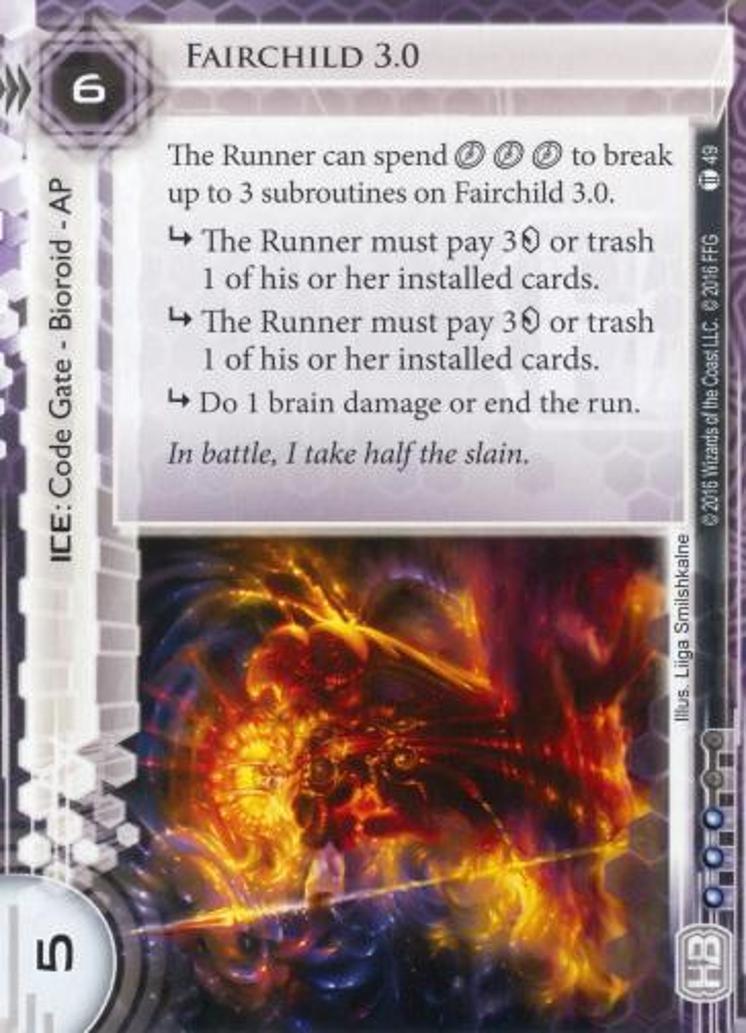 FAIRCHILD 3.0
6
ICE: Code Gate - Bioroid - AP
The Runner can spend to break
up to 3 subroutines on Fairchild 3.0.
↳ The Runner must pay 3 or trash
1 of his or her installed cards.
↳ The Runner must pay 3 or trash
1 of his or her installed cards.
↳ Do 1 brain damage or end the run.
In battle, I take half the slain.
49
© 2016 Wizards of the Coast LLC. © 2016 FFG
Illus. Liiga Smilshkalne
5
HB